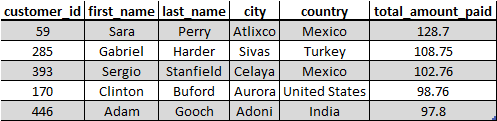 customer_id first_name last_name city country total_amount_paid
59 Sara Perry Atlixco Mexico 128.7
285 Gabriel Harder Sivas Turkey 108.75
393 Sergio Stanfield Celaya Mexico 102.76
170 Clinton Buford Aurora United States 98.76
446 Adam Gooch Adoni India 97.8